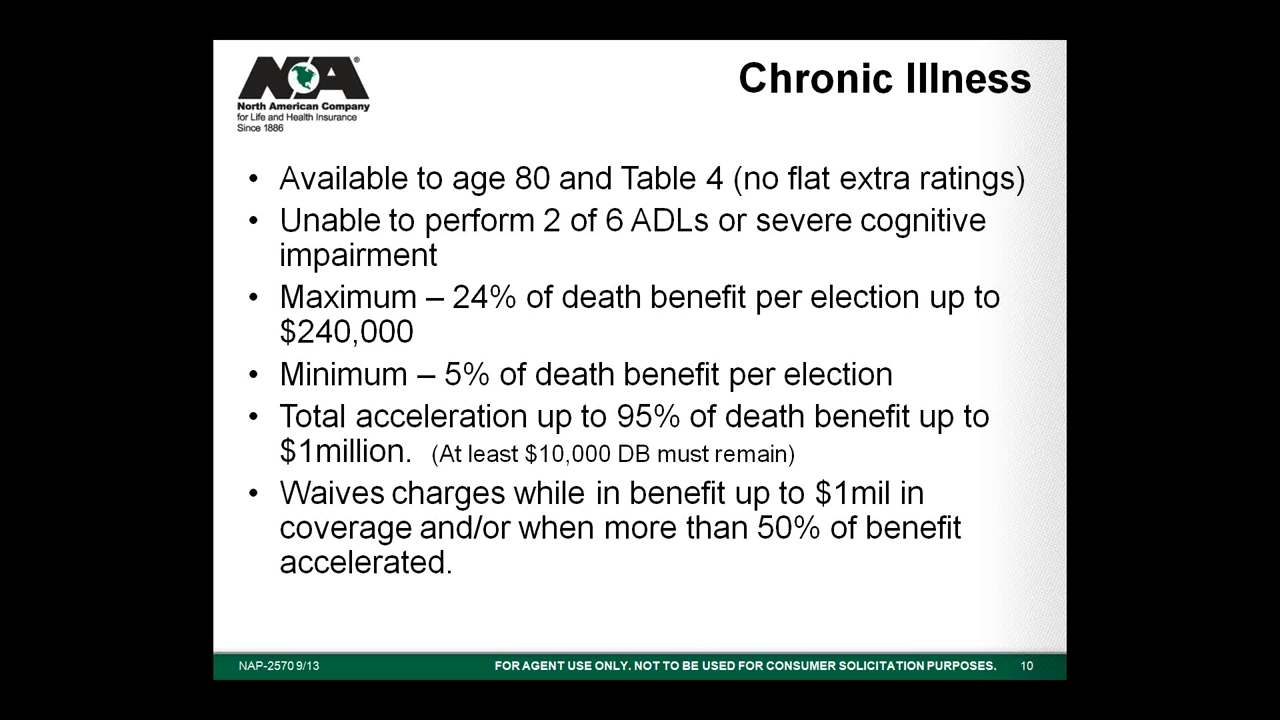 NA®
North American Company
for Life and Health Insurance
Since 1886
Chronic Illness
• Available to age 80 and Table 4 (no flat extra ratings)
• Unable to perform 2 of 6 ADLs or severe cognitive
impairment
• Maximum – 24% of death benefit per election up to
$240,000
• Minimum – 5% of death benefit per election
• Total acceleration up to 95% of death benefit up to
$1million. (At least $10,000 DB must remain)
• Waives charges while in benefit up to $1mil in
coverage and/or when more than 50% of benefit
accelerated.
NAP-2570 9/13 FOR AGENT USE ONLY. NOT TO BE USED FOR CONSUMER SOLICITATION PURPOSES. 10